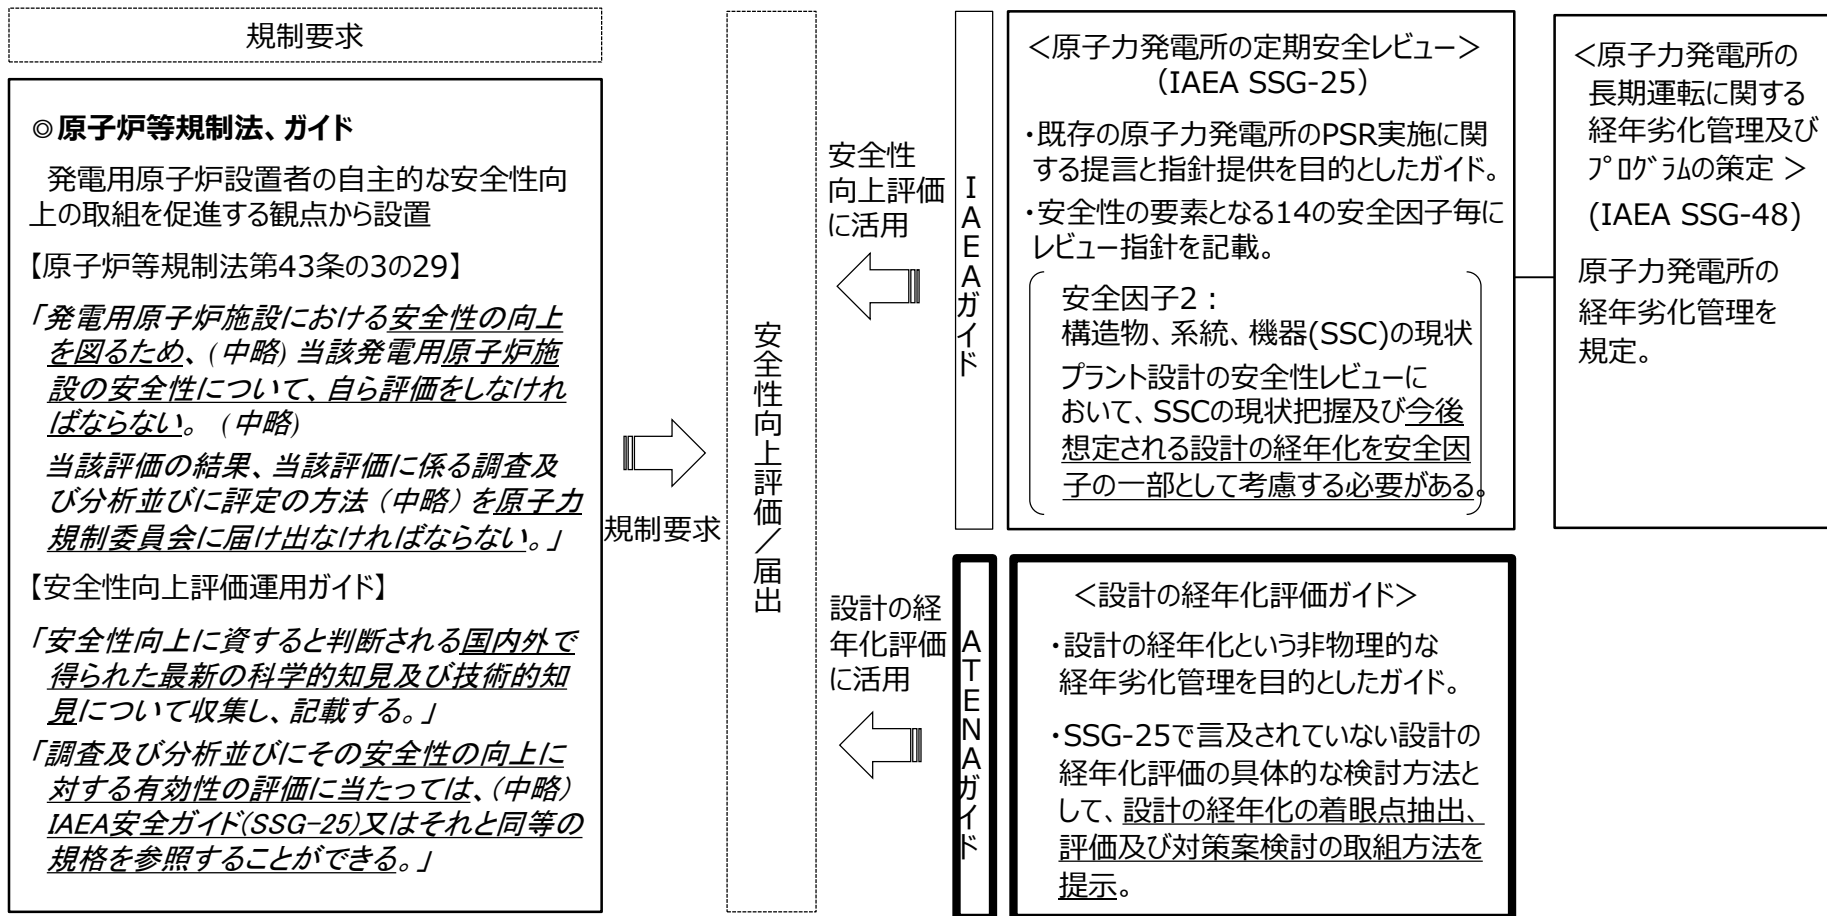 規制要求
◎原子炉等規制法、ガイド
発電用原子炉設置者の自主的な安全性向
上の取組を促進する観点から設置
【原子炉等規制法第43条の3の29】
「発電用原子炉施設における安全性の向上
を図るため、(中略) 当該発電用原子炉施
設の安全性について、自ら評価をしなけれ
ばならない。 (中略)
当該評価の結果、当該評価に係る調査及
び分析並びに評定の方法 (中略) を原子力
規制委員会に届け出なければならない。」
【安全性向上評価運用ガイド】
「安全性向上に資すると判断される国内外で
得られた最新の科学的知見及び技術的知
見について収集し、記載する。」
「調査及び分析並びにその安全性の向上に
対する有効性の評価に当たっては、(中略)
IAEA安全ガイド(SSG-25)又はそれと同等の
規格を参照することができる。」
規制要求
安全性向上評価/届出
安全性
向上評価
に活用
設計の経
年化評価
に活用
IAEAガイド
<原子力発電所の定期安全レビュー>
(IAEA SSG-25)
・既存の原子力発電所のPSR実施に関
する提言と指針提供を目的としたガイド。
・安全性の要素となる14の安全因子毎に
レビュー指針を記載。
安全因子2:
構造物、系統、機器(SSC)の現状
プラント設計の安全性レビューに
おいて、SSCの現状把握及び今後
想定される設計の経年化を安全因
子の一部として考慮する必要がある。
<原子力発電所の
長期運転に関する
経年劣化管理及び
プログラムの策定 >
(IAEA SSG-48)
原子力発電所の
経年劣化管理を
規定。
ATENAガイド
<設計の経年化評価ガイド>
・設計の経年化という非物理的な
経年劣化管理を目的としたガイド。
・SSG-25で言及されていない設計の
経年化評価の具体的な検討方法と
して、設計の経年化の着眼点抽出、
評価及び対策案検討の取組方法を
提示。